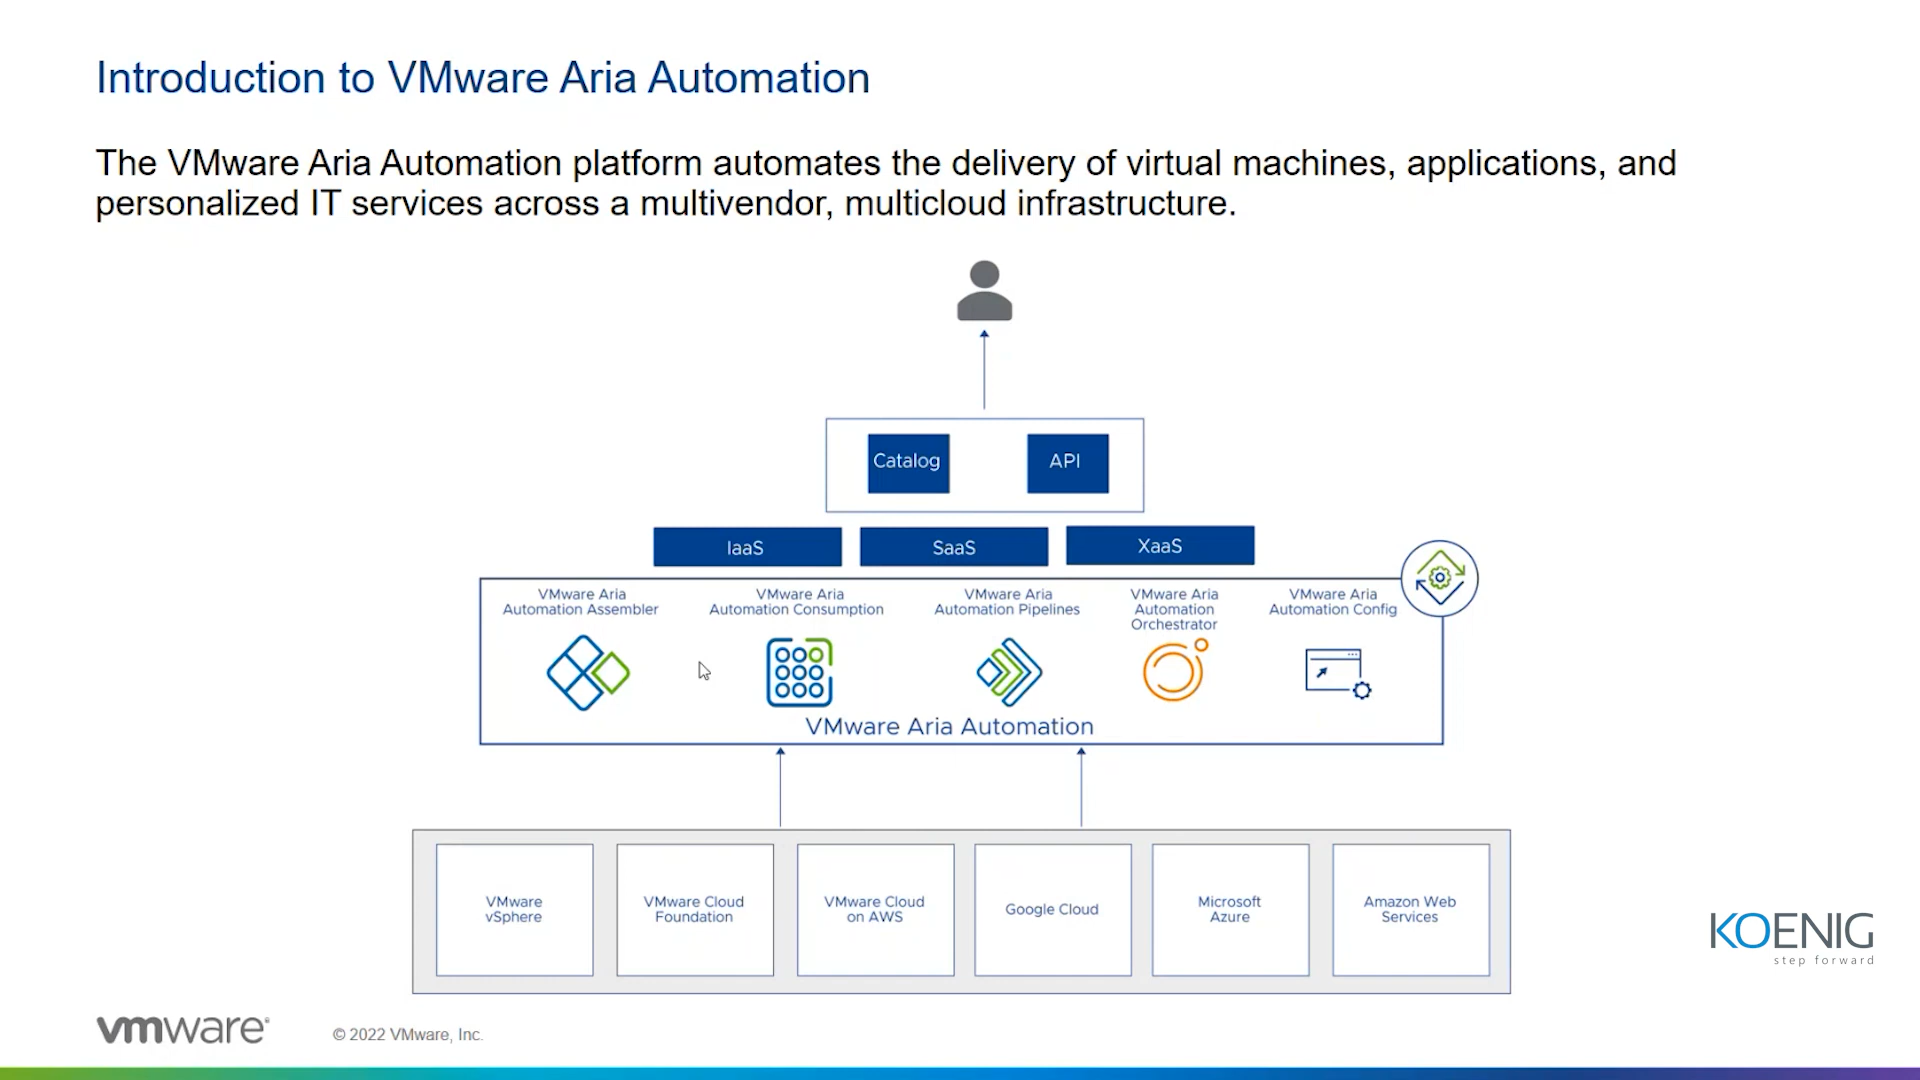 Introduction to VMware Aria Automation
The VMware Aria Automation platform automates the delivery of virtual machines, applications, and
personalized IT services across a multivendor, multicloud infrastructure.
Catalog
API
IaaS
SaaS
XaaS
VMware Aria
Automation Assembler
VMware Aria
Automation Consumption
VMware Aria
Automation Pipelines
VMware Aria
Automation
Orchestrator
VMware Aria
Automation Config
VMware Aria Automation
VMware
vSphere
VMware Cloud
Foundation
VMware Cloud
on AWS
Google Cloud
Microsoft
Azure
Amazon Web
Services
KOENIG
step forward
vmware®
© 2022 VMware, Inc.